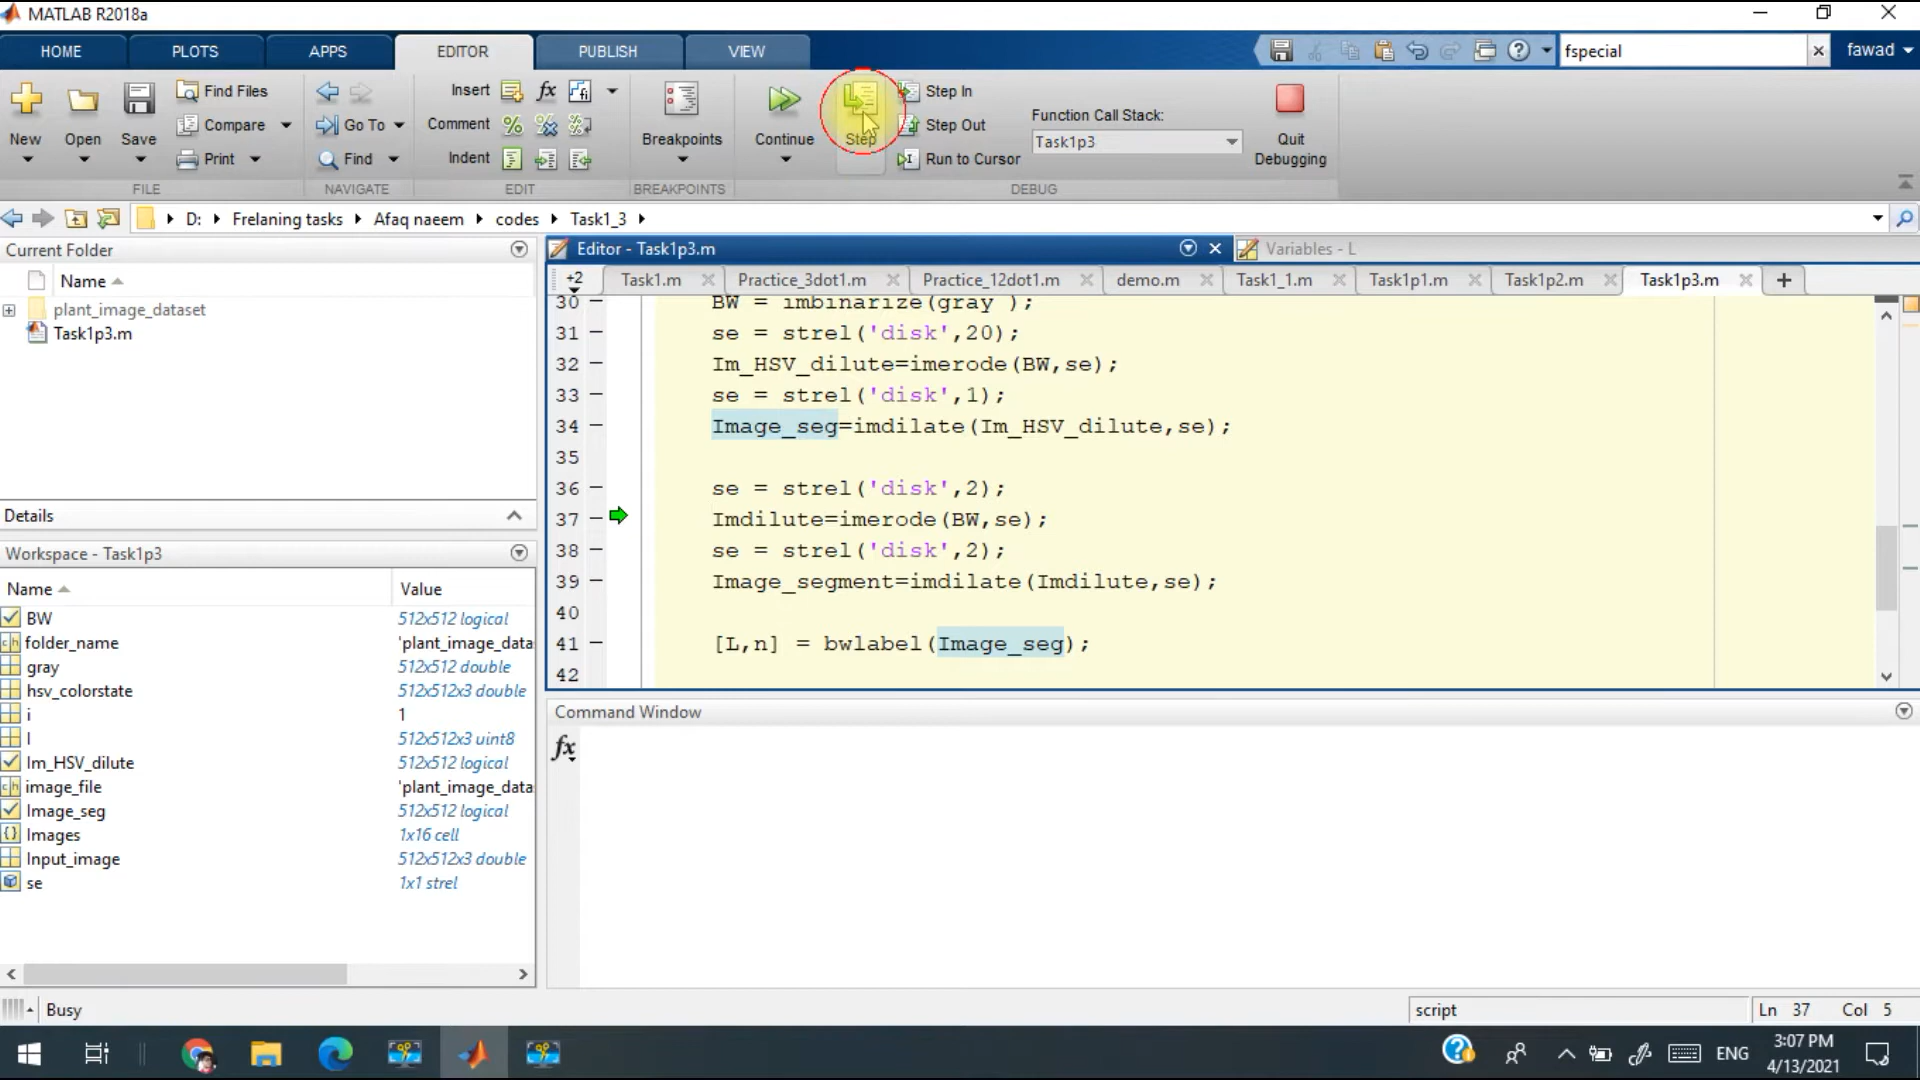 MATLAB R2018a
HOME PLOTS APPS EDITOR PUBLISH VIEW fspecial fawad
New Open Save Find Files Compare Print
FILE
Go To Find
NAVIGATE
Insert fx
Comment
Indent
EDIT
Breakpoints
BREAKPOINTS
Continue Step Step In
Step Out
Run to Cursor
Function Call Stack:
Task1p3
Quit Debugging
DEBUG
D: Frelaning tasks Afaq naeem codes Task1_3
Current Folder
Name
plant_image_dataset
Task1p3.m
Details
Workspace - Task1p3
Name Value
BW 512x512 logical
folder_name 'plant_image_data
gray 512x512 double
hsv_colorstate 512x512x3 double
i 1
I 512x512x3 uint8
Im_HSV_dilute 512x512 logical
image_file 'plant_image_data
Image_seg 512x512 logical
Images 1x16 cell
Input_image 512x512x3 double
se 1x1 strel
Editor - Task1p3.m Variables - L
+2 Task1.m Practice_3dot1.m Practice_12dot1.m demo.m Task1_1.m Task1p1.m Task1p2.m Task1p3.m
30 BW = imbinarize(gray );
31 se = strel('disk',20);
32 Im_HSV_dilute=imerode(BW,se);
33 se = strel('disk',1);
34 Image_seg=imdilate(Im_HSV_dilute,se);
35
36 se = strel('disk',2);
37 Imdilute=imerode(BW,se);
38 se = strel('disk',2);
39 Image_segment=imdilate(Imdilute,se);
40
41 [L,n] = bwlabel(Image_seg);
42
Command Window
fx
Busy script Ln 37 Col 5
ENG 3:07 PM
4/13/2021